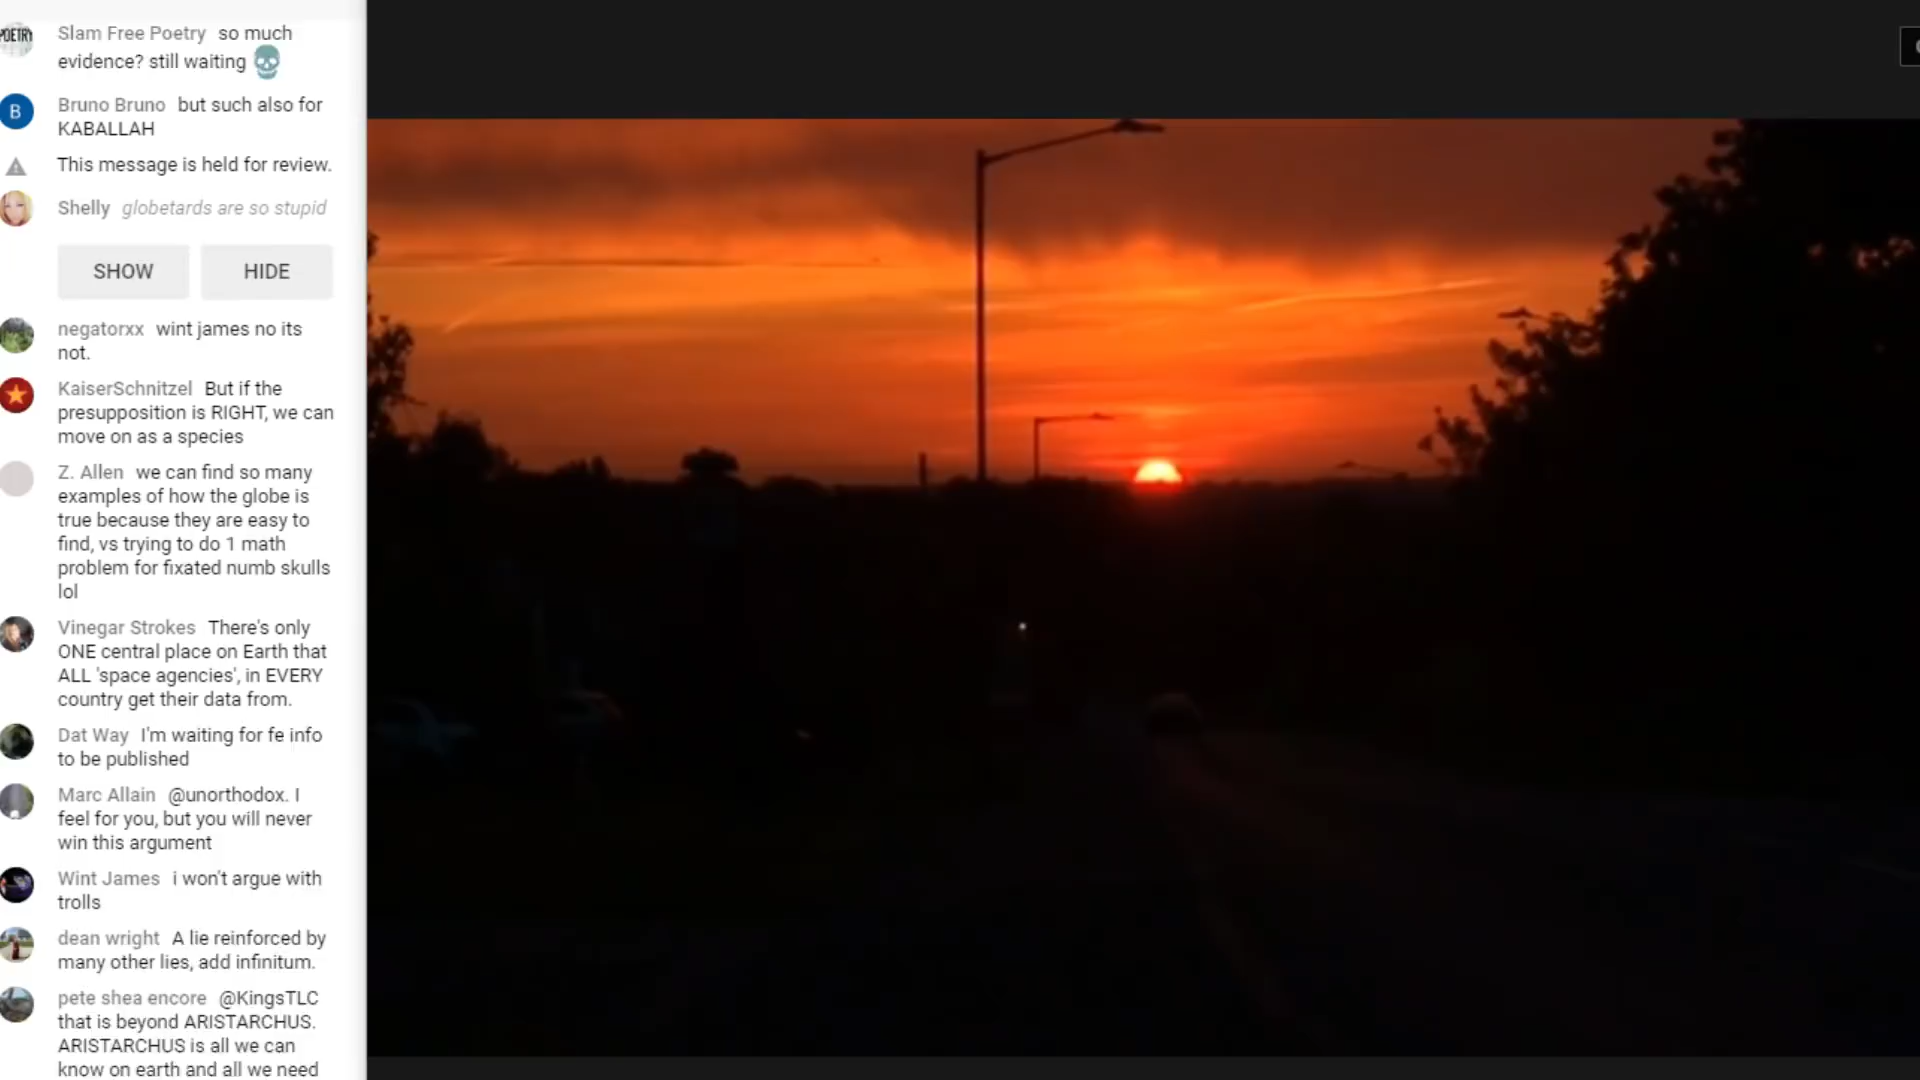 POETRY
Slam Free Poetry so much
evidence? still waiting
B
Bruno Bruno but such also for
KABALLAH
This message is held for review.
Shelly globetards are so stupid
SHOW HIDE
negatorxx wint james no its
not.
KaiserSchnitzel But if the
presupposition is RIGHT, we can
move on as a species
Z. Allen we can find so many
examples of how the globe is
true because they are easy to
find, vs trying to do 1 math
problem for fixated numb skulls
lol
Vinegar Strokes There's only
ONE central place on Earth that
ALL 'space agencies', in EVERY
country get their data from.
Dat Way I'm waiting for fe info
to be published
Marc Allain @unorthodox. I
feel for you, but you will never
win this argument
Wint James i won't argue with
trolls
dean wright A lie reinforced by
many other lies, add infinitum.
pete shea encore @KingsTLC
that is beyond ARISTARCHUS.
ARISTARCHUS is all we can
know on earth and all we need